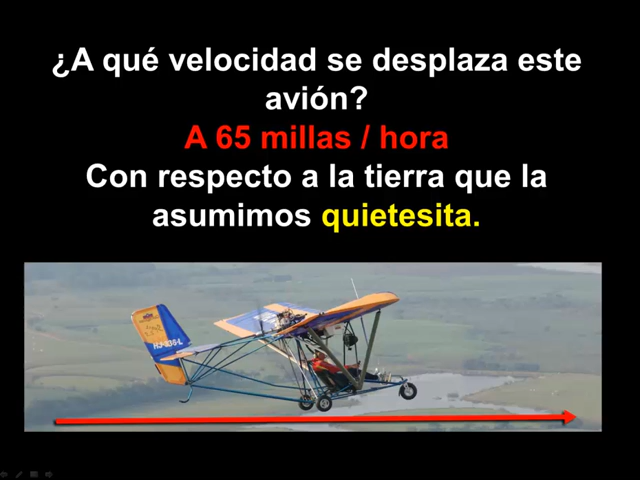 ¿A qué velocidad se desplaza este
avión?
A 65 millas / hora
Con respecto a la tierra que la
asumimos quietesita.